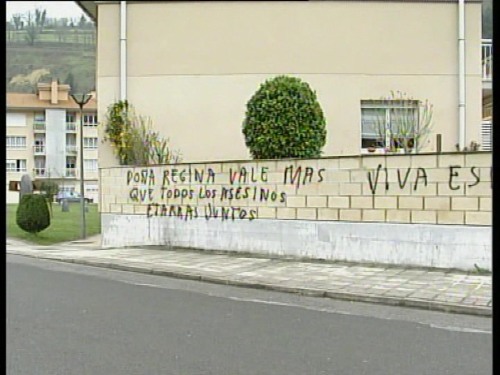 DOÑA REGINA VALE MAS
QUE TODOS LOS ASESINOS
ETARRAS JUNTOS
VIVA ES